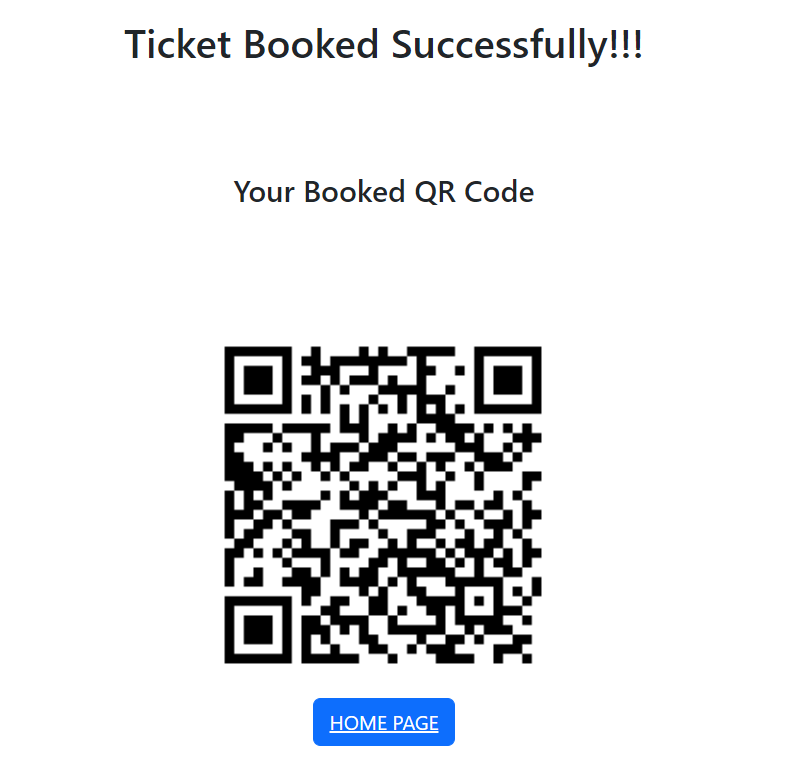 Ticket Booked Successfully!!!
Your Booked QR Code
HOME PAGE